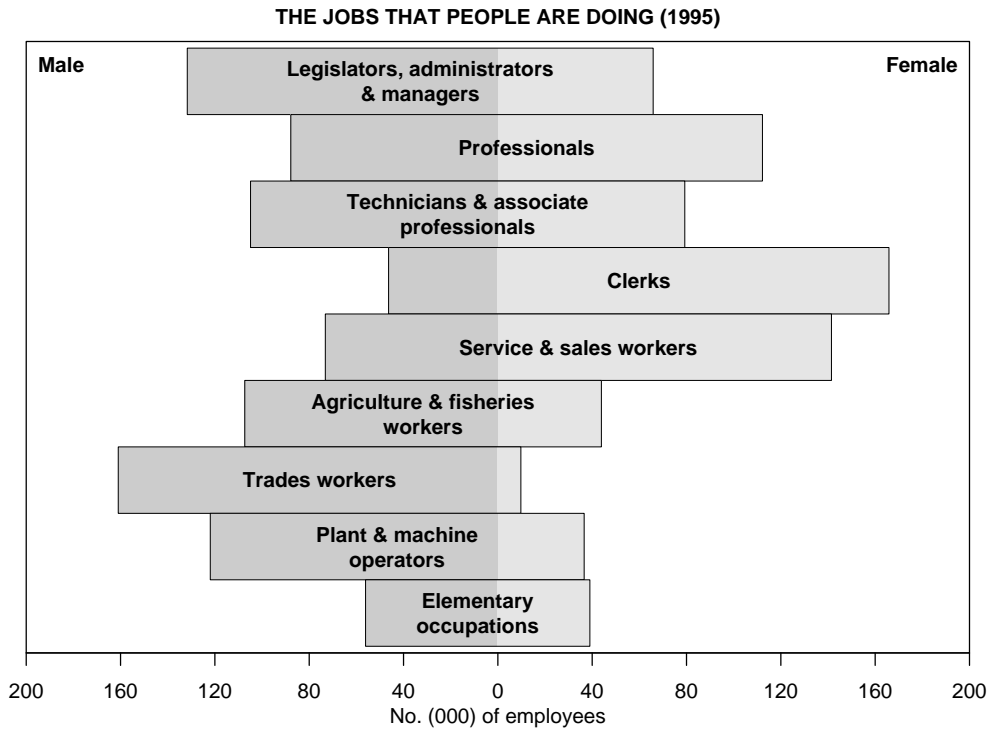 THE JOBS THAT PEOPLE ARE DOING (1995)
Male
Female
Legislators, administrators
& managers
Professionals
Technicians & associate
professionals
Clerks
Service & sales workers
Agriculture & fisheries
workers
Trades workers
Plant & machine
operators
Elementary
occupations
200 160 120 80 40 0 40 80 120 160 200
No. (000) of employees